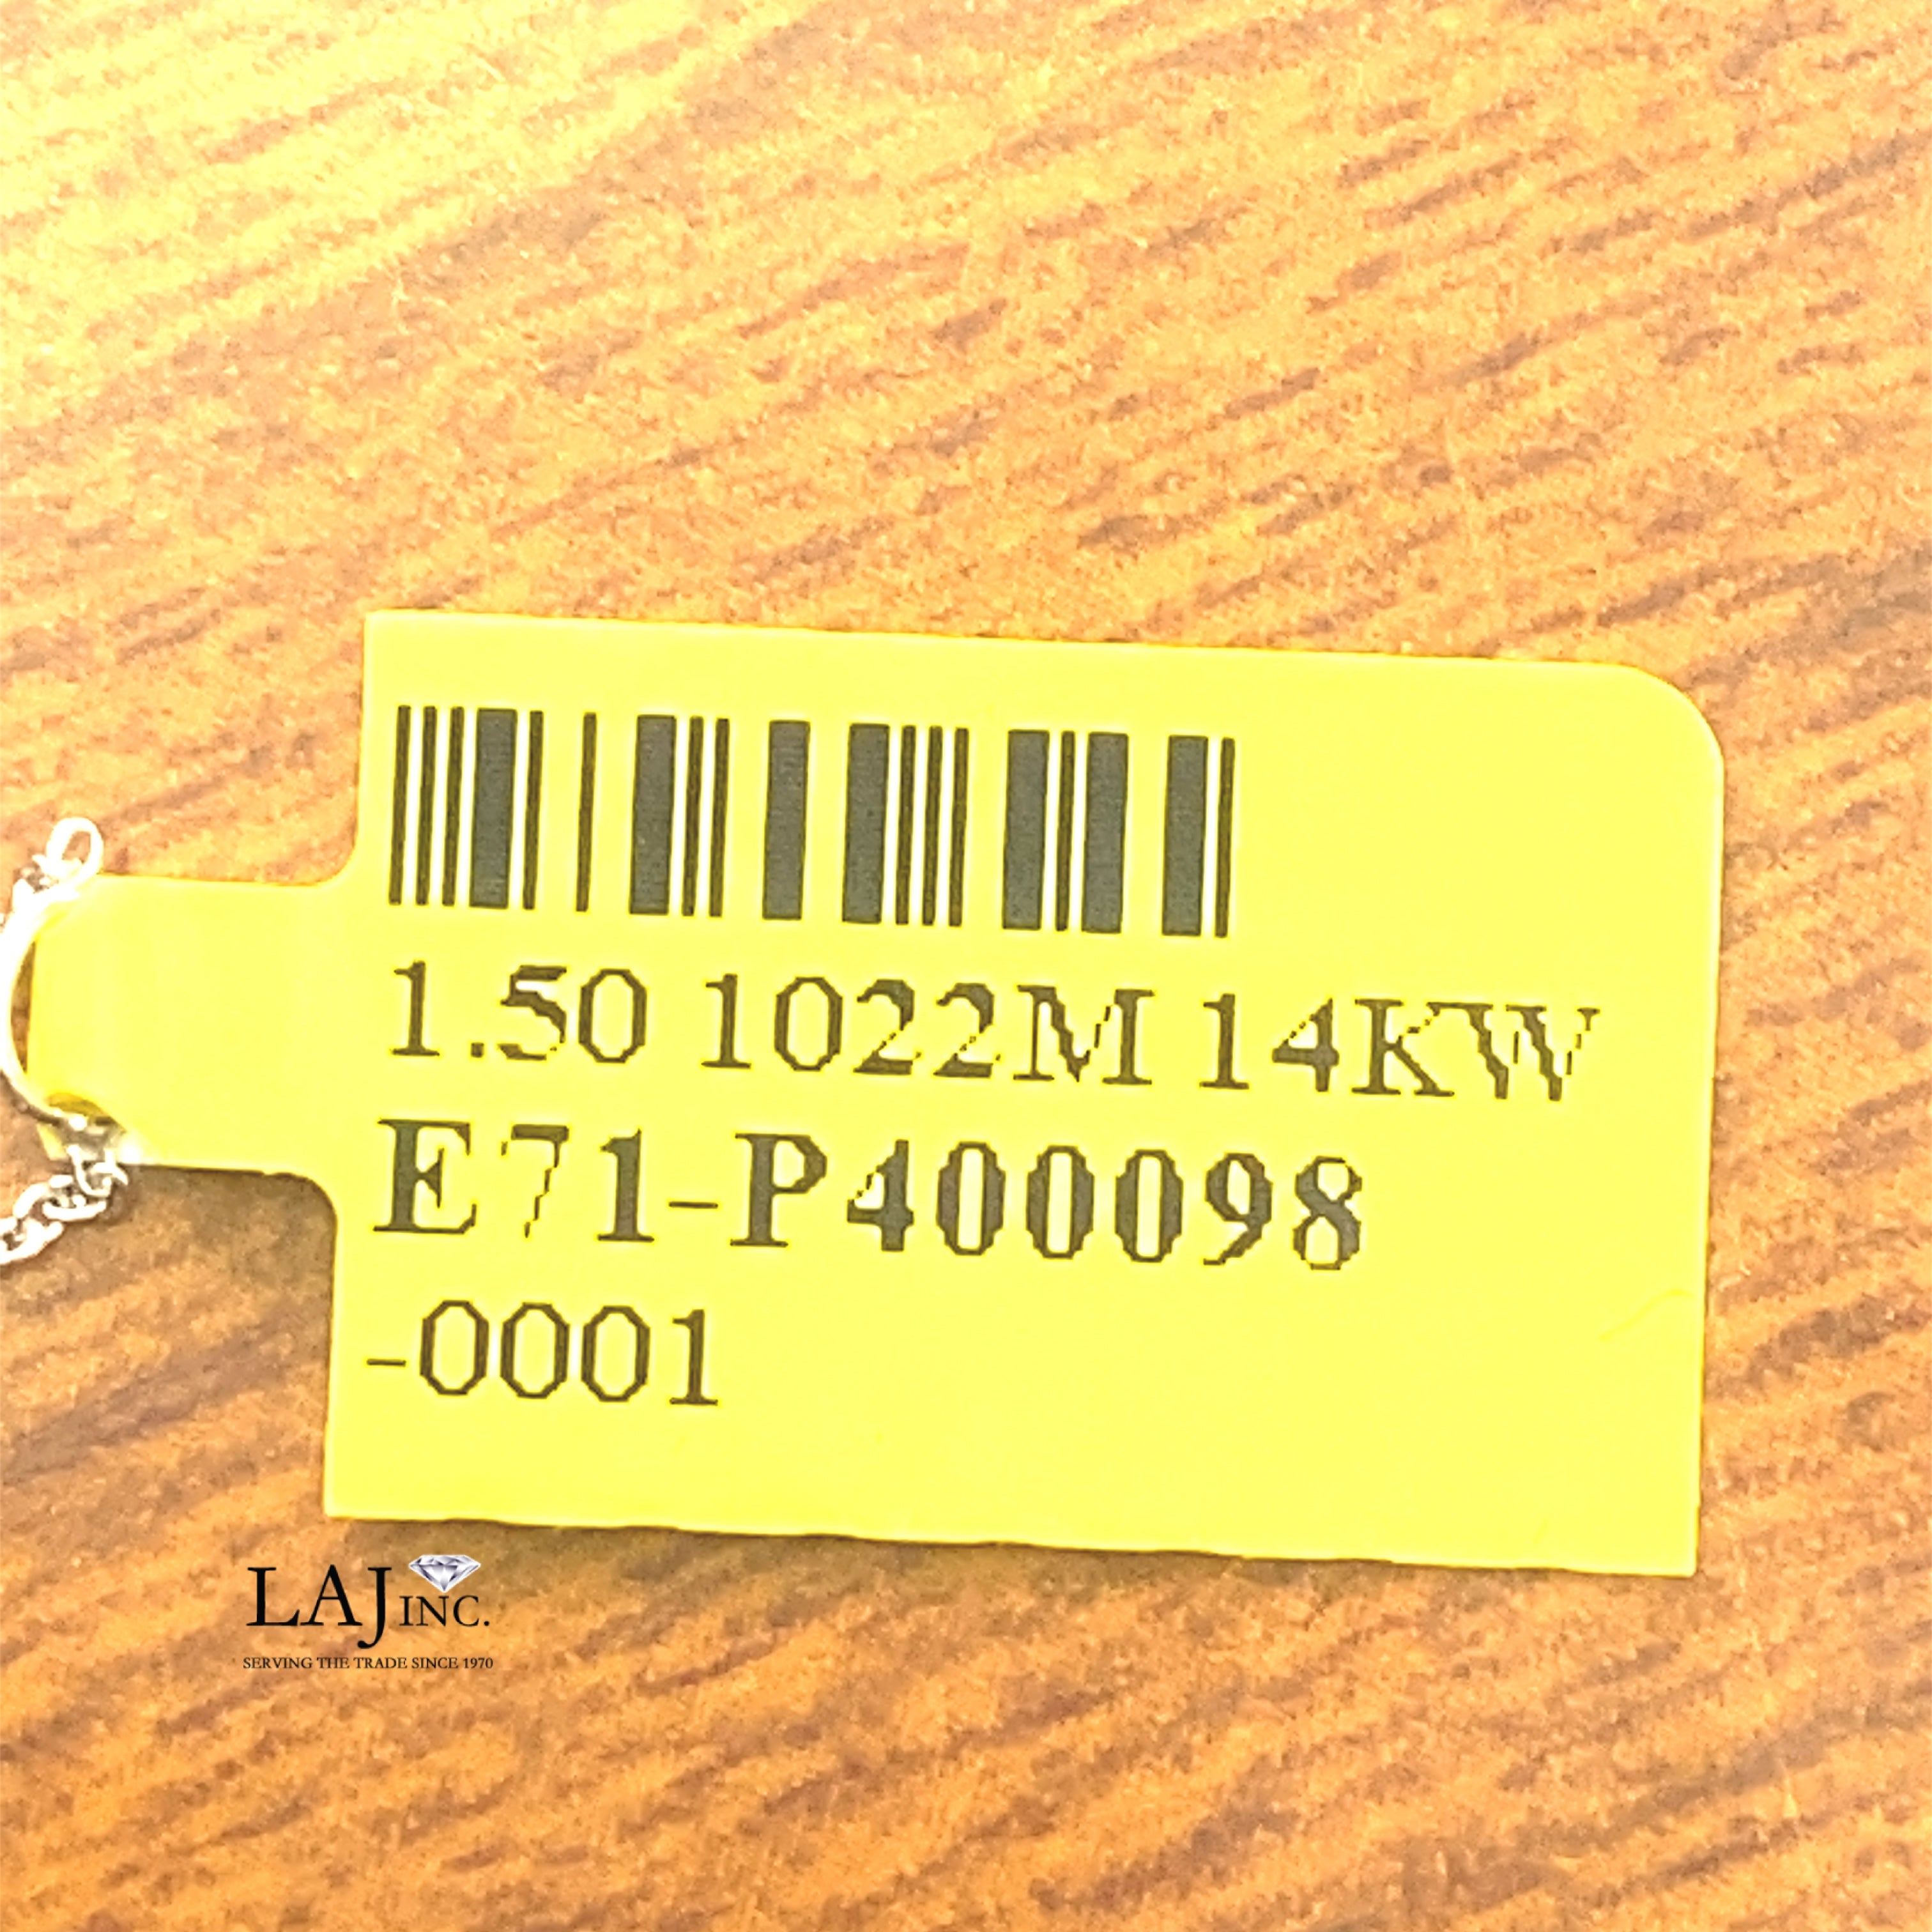 1.50 1022M 14KW
E71-P400098
-0001
LAJ INC.
SERVING THE TRADE SINCE 1970